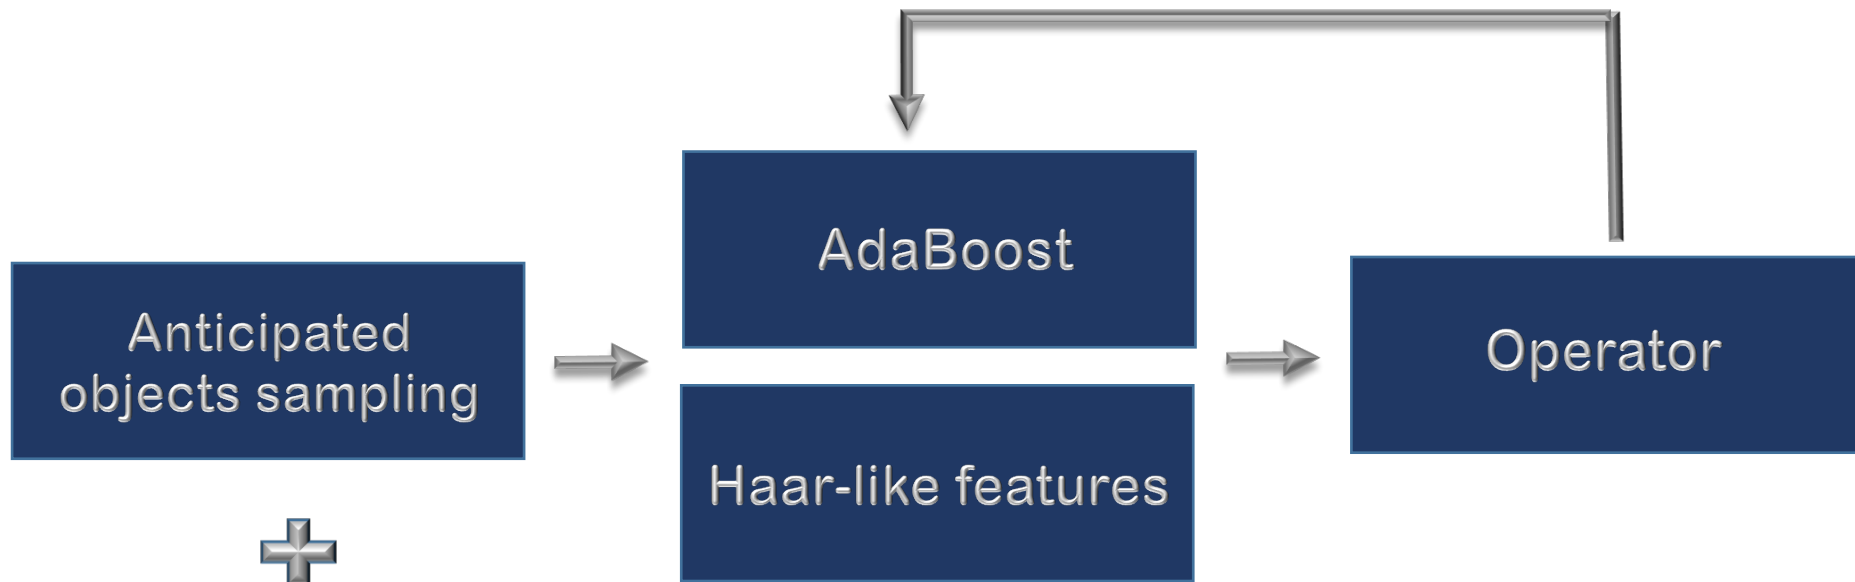 Anticipated
objects sampling
AdaBoost
Haar-like features
Operator